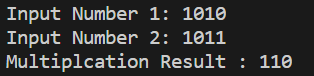 Input Number 1: 1010
Input Number 2: 1011
Multiplcation Result : 110